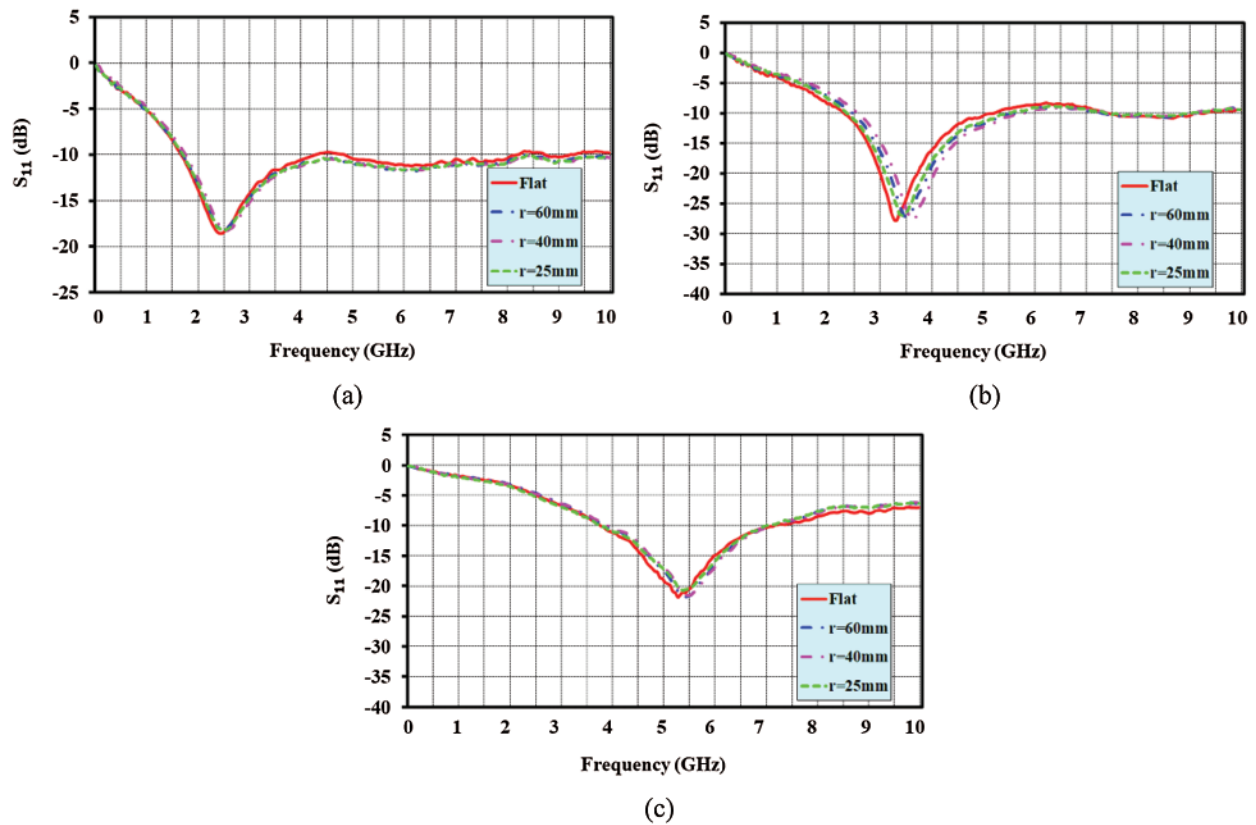 5
0
-5
-10
-15
-20
-25
S₁₁ (dB)
Flat
r=60mm
r=40mm
r=25mm
0 1 2 3 4 5 6 7 8 9 10
Frequency (GHz)
(a)
5
0
-5
-10
-15
-20
-25
-30
-35
-40
S₁₁ (dB)
Flat
r=60mm
r=40mm
r=25mm
0 1 2 3 4 5 6 7 8 9 10
Frequency (GHz)
(b)
5
0
-5
-10
-15
-20
-25
-30
-35
-40
S₁₁ (dB)
Flat
r=60mm
r=40mm
r=25mm
0 1 2 3 4 5 6 7 8 9 10
Frequency (GHz)
(c)